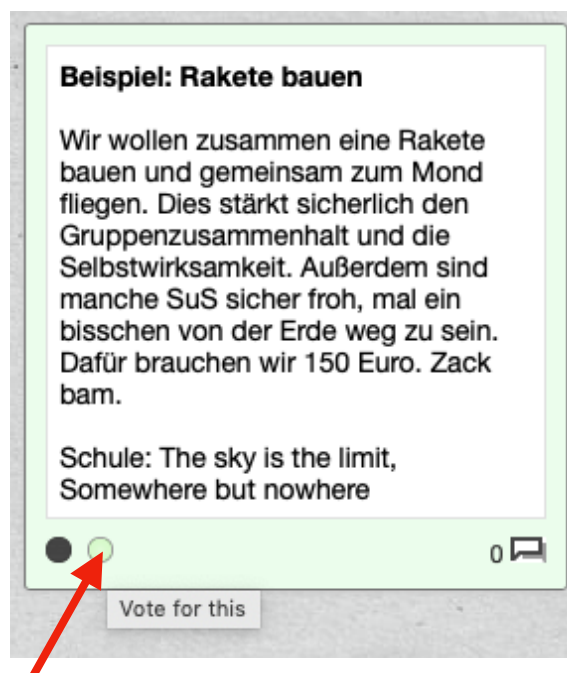 Beispiel: Rakete bauen
Wir wollen zusammen eine Rakete
bauen und gemeinsam zum Mond
fliegen. Dies stärkt sicherlich den
Gruppenzusammenhalt und die
Selbstwirksamkeit. Außerdem sind
manche SuS sicher froh, mal ein
bisschen von der Erde weg zu sein.
Dafür brauchen wir 150 Euro. Zack
bam.
Schule: The sky is the limit,
Somewhere but nowhere
0
Vote for this